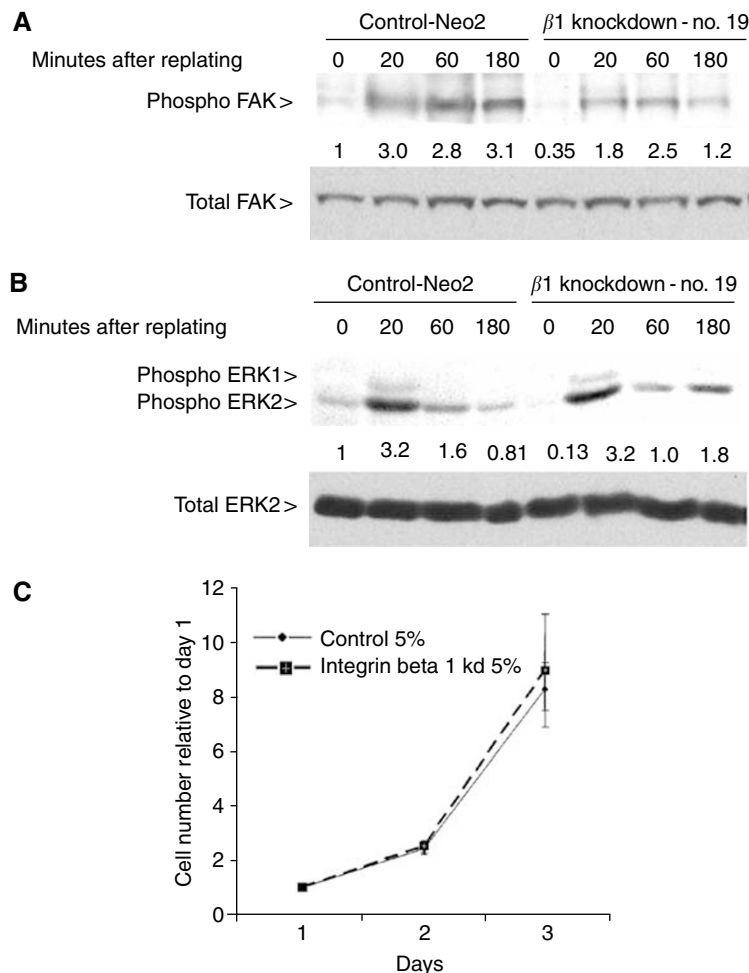 A
Control-Neo2 β1 knockdown - no. 19
Minutes after replating 0 20 60 180 0 20 60 180
Phospho FAK >
1 3.0 2.8 3.1 0.35 1.8 2.5 1.2
Total FAK >
B
Control-Neo2 β1 knockdown - no. 19
Minutes after replating 0 20 60 180 0 20 60 180
Phospho ERK1>
Phospho ERK2>
1 3.2 1.6 0.81 0.13 3.2 1.0 1.8
Total ERK2 >
C
Cell number relative to day 1
12
10
8
6
4
2
0
Control 5%
Integrin beta 1 kd 5%
1 2 3
Days